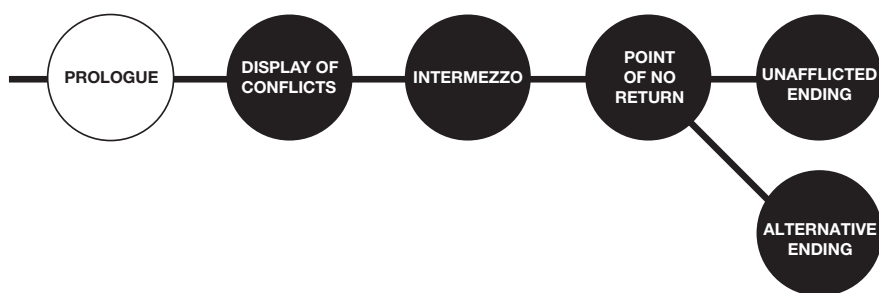 PROLOGUE
DISPLAY OF
CONFLICTS
INTERMEZZO
POINT
OF NO
RETURN
UNAFFLICTED
ENDING
ALTERNATIVE
ENDING